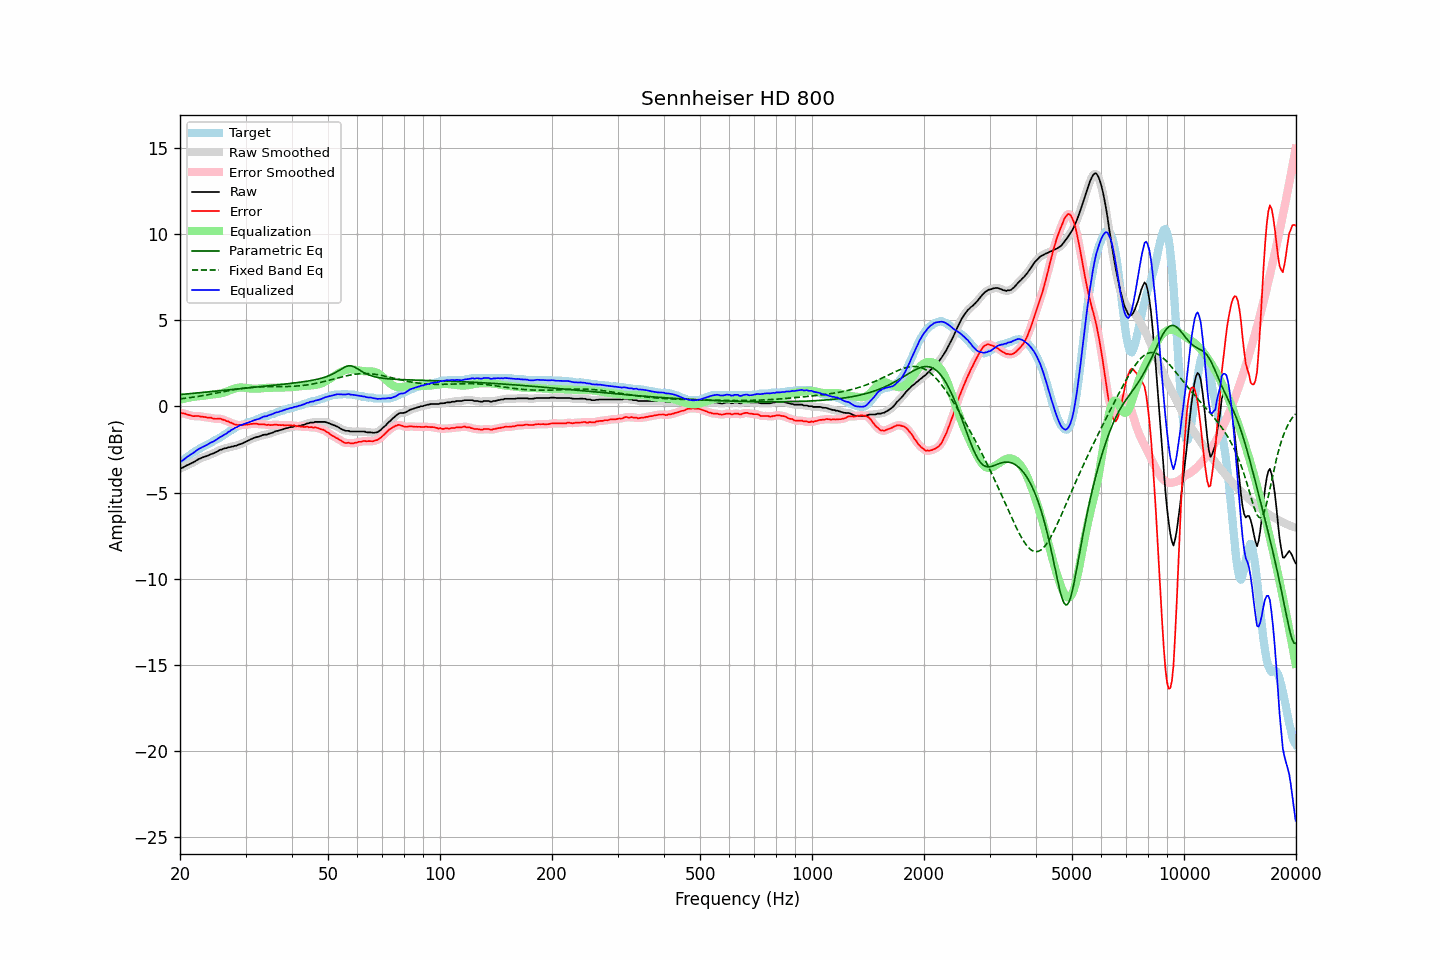 Sennheiser HD 800
Target
Raw Smoothed
Error Smoothed
Raw
Error
Equalization
Parametric Eq
Fixed Band Eq
Equalized
Amplitude (dBr)
15
10
5
0
−5
−10
−15
−20
−25
20 50 100 200 500 1000 2000 5000 10000 20000
Frequency (Hz)